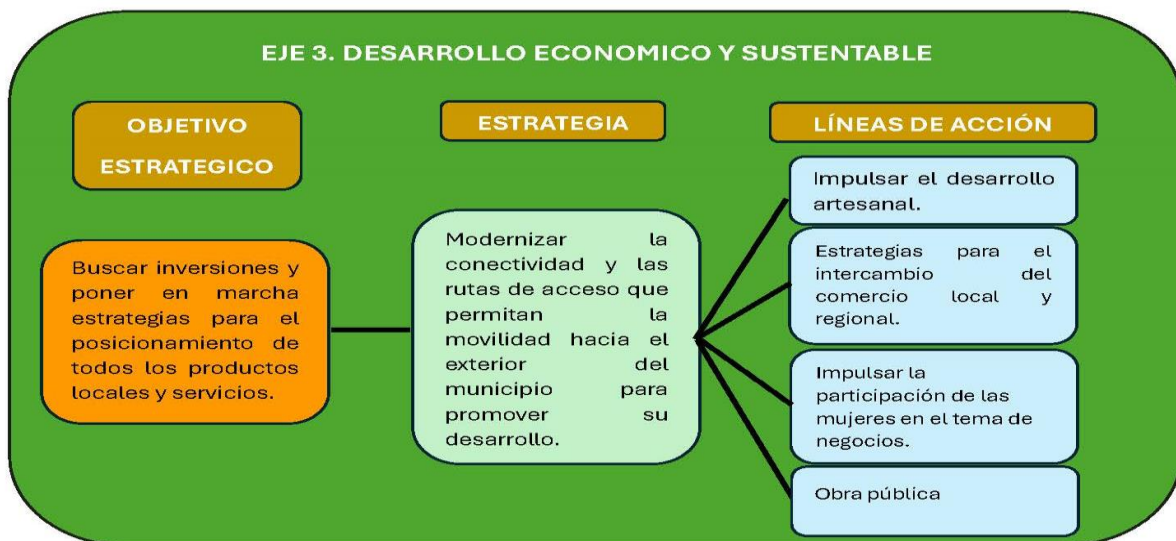 EJE 3. DESARROLLO ECONOMICO Y SUSTENTABLE
OBJETIVO
ESTRATEGICO
Buscar inversiones y
poner en marcha
estrategias para el
posicionamiento de
todos los productos
locales y servicios.
ESTRATEGIA
Modernizar la
conectividad y las
rutas de acceso que
permitan la
movilidad hacia el
exterior del
municipio para
promover su
desarrollo.
LÍNEAS DE ACCIÓN
Impulsar el desarrollo
artesanal.
Estrategias para el
intercambio del
comercio local y
regional.
Impulsar la
participación de las
mujeres en el tema de
negocios.
Obra pública